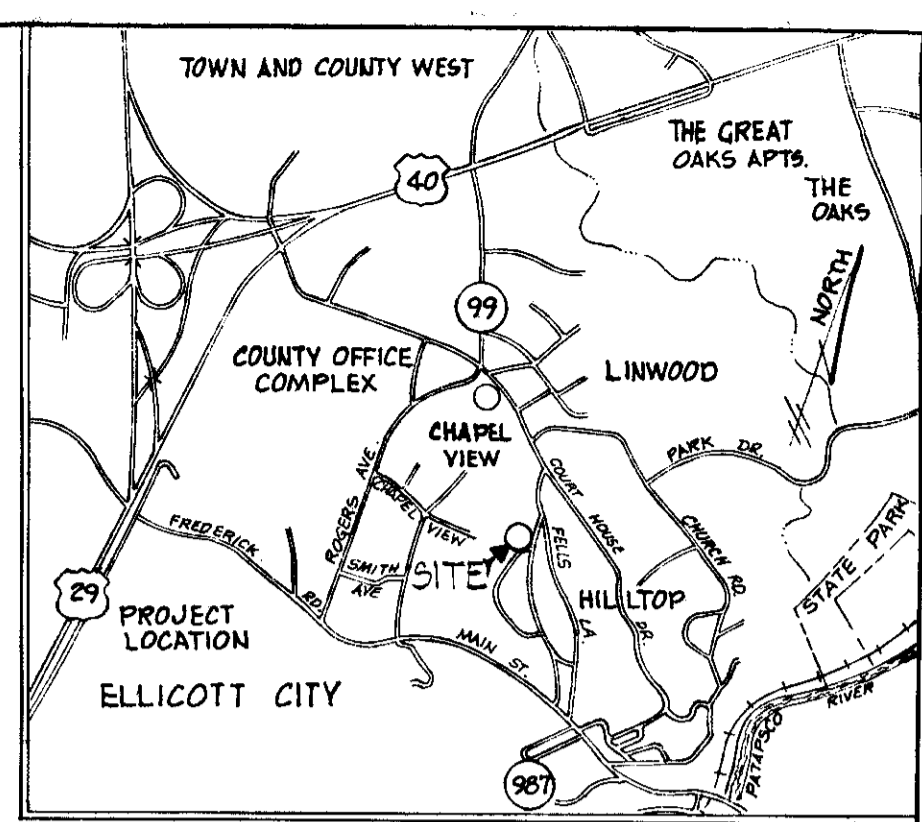 TOWN AND COUNTY WEST
THE GREAT
OAKS APTS.
40
THE
OAKS
NORTH
99
COUNTY OFFICE
COMPLEX
LINWOOD
CHAPEL
VIEW
PARK DR.
ROGERS AVE.
CHAPEL VIEW
COURT HOUSE DR.
CHURCH RD.
FREDERICK RD.
SMITH
AVE
SITE
FELLS LA.
HILLTOP
STATE PARK
29
PROJECT
LOCATION
MAIN ST.
ELLICOTT CITY
PATAPSCO RIVER
987